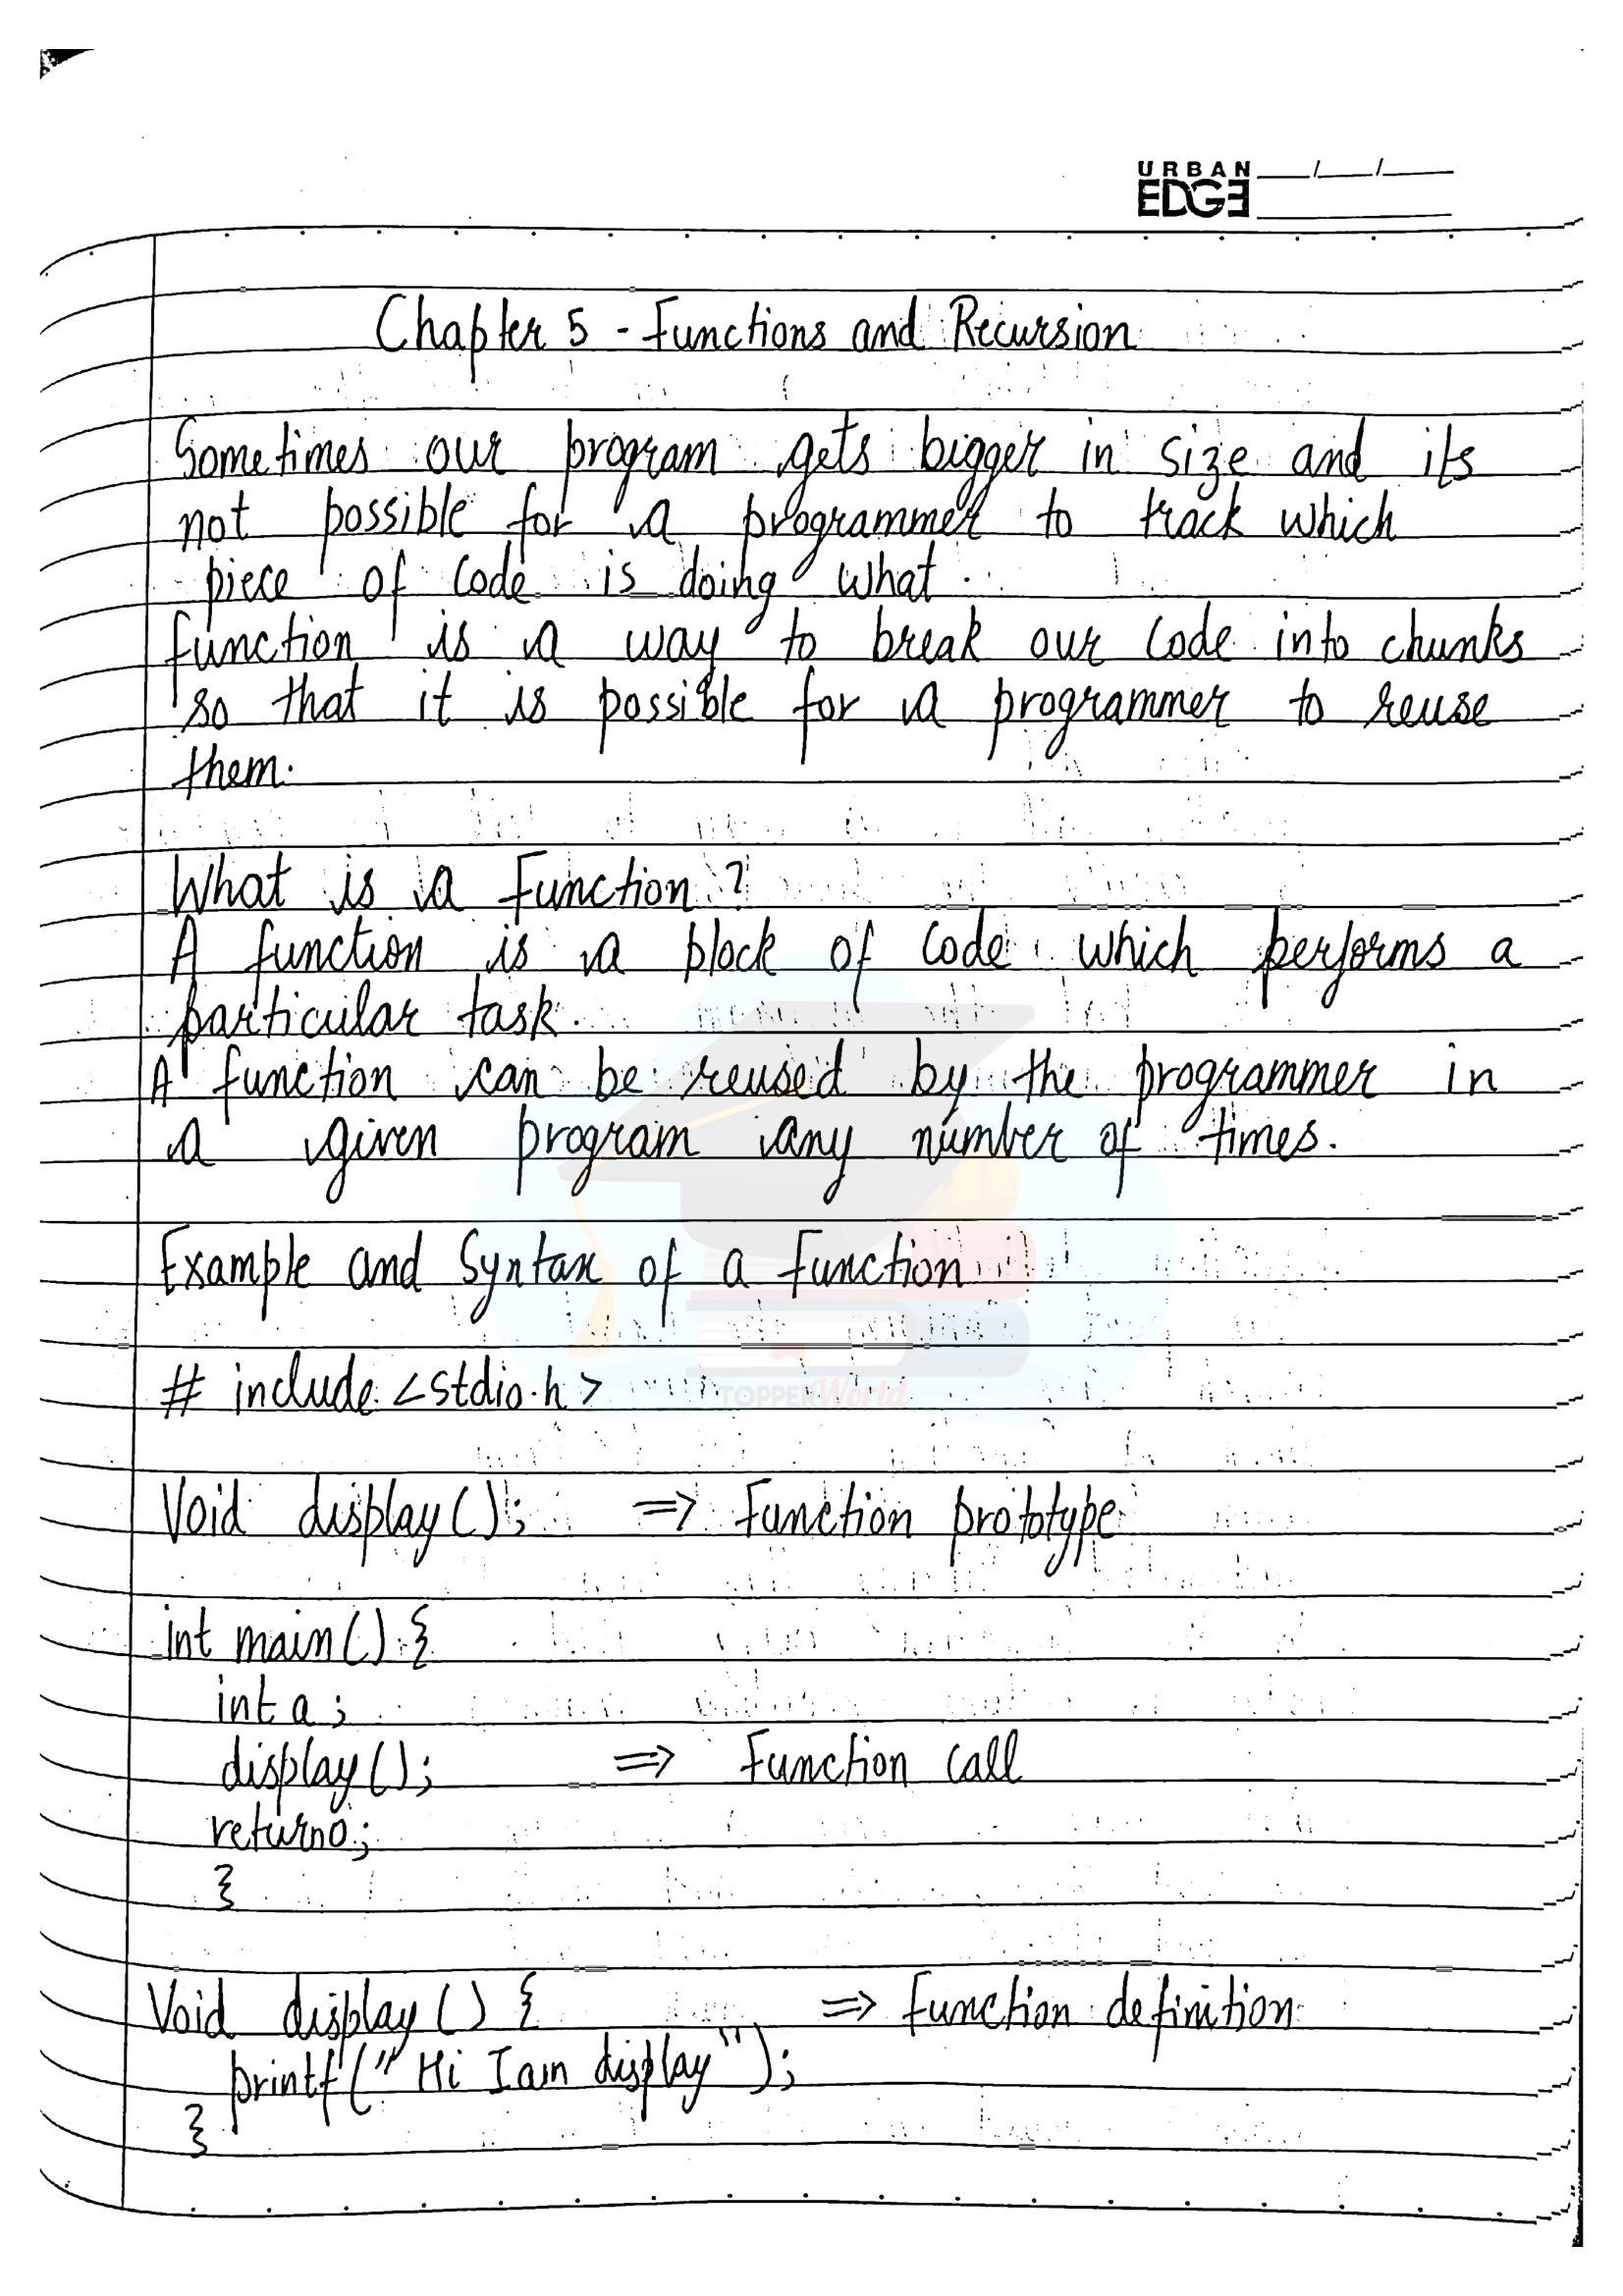 URBAN
EDGE
Chapter 5 - Functions and Recursion
Sometimes our program gets bigger in size and its
not possible for a programmer to track which
piece of code is doing what.
function is a way to break our code into chunks
so that it is possible for a programmer to reuse
them.
What is a Function?
A function is a block of code which performs a
particular task.
A function can be reused by the programmer in
a given program any number of times.
Example and Syntax of a Function
# include <stdio.h>
TOPPERWorld
Void display(); => Function prototype
int main() {
int a;
display(); => Function call
return0;
}
Void display() { => Function definition
printf("Hi I am display");
}